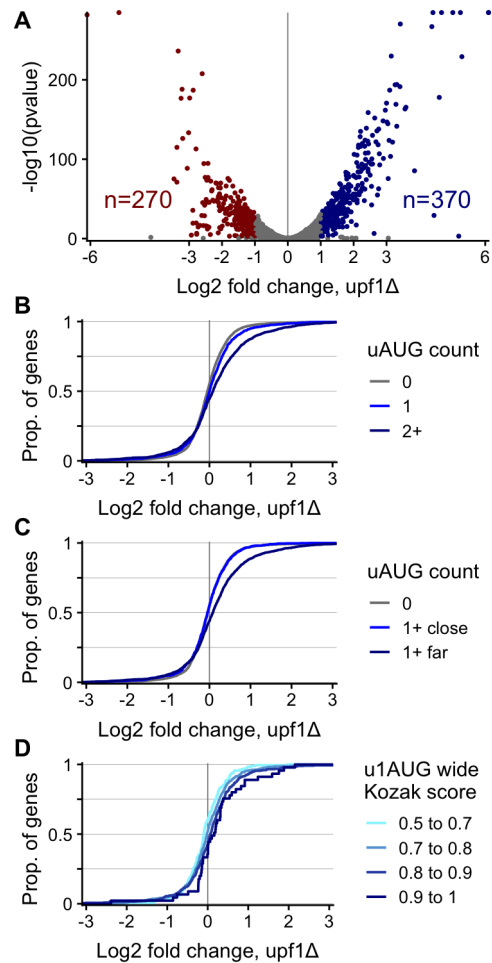 A
-log10(pvalue)
200
100
0
n=270
n=370
-6 -3 -2 -1 0 1 2 3 6
Log2 fold change, upf1Δ
B
Prop. of genes
1
0.5
0
-3 -2 -1 0 1 2 3
Log2 fold change, upf1Δ
uAUG count
0
1
2+
C
Prop. of genes
1
0.5
0
-3 -2 -1 0 1 2 3
Log2 fold change, upf1Δ
uAUG count
0
1+ close
1+ far
D
Prop. of genes
1
0.5
0
-3 -2 -1 0 1 2 3
Log2 fold change, upf1Δ
u1AUG wide
Kozak score
0.5 to 0.7
0.7 to 0.8
0.8 to 0.9
0.9 to 1